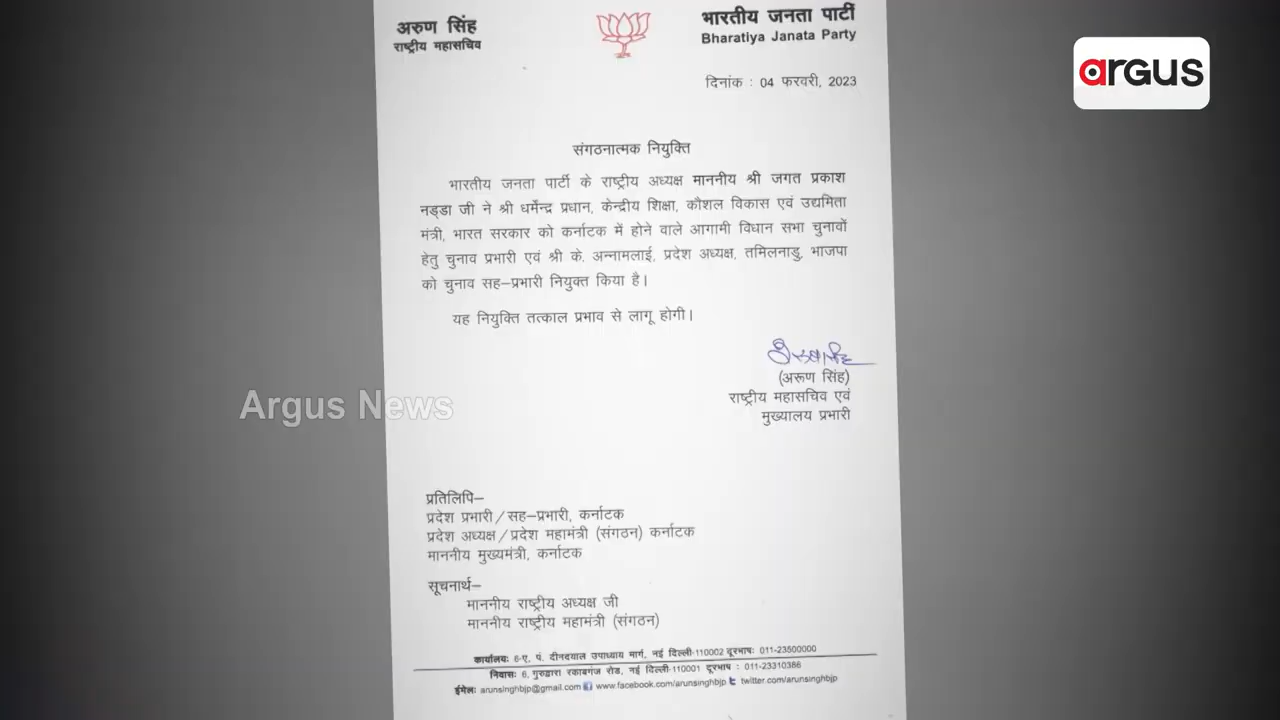 अरुण सिंह
राष्ट्रीय महासचिव
भारतीय जनता पार्टी
Bharatiya Janata Party
argus
दिनांक : 04 फरवरी, 2023
संगठनात्मक नियुक्ति
भारतीय जनता पार्टी के राष्ट्रीय अध्यक्ष माननीय श्री जगत प्रकाश
नड्डा जी ने श्री धर्मेन्द्र प्रधान, केन्द्रीय शिक्षा, कौशल विकास एवं उद्यमिता
मंत्री, भारत सरकार को कर्नाटक में होने वाले आगामी विधान सभा चुनावों
हेतु चुनाव प्रभारी एवं श्री के. अन्नामलाई, प्रदेश अध्यक्ष, तमिलनाडु, भाजपा
को चुनाव सह–प्रभारी नियुक्त किया है।
यह नियुक्ति तत्काल प्रभाव से लागू होगी।
(अरूण सिंह)
राष्ट्रीय महासचिव एवं
मुख्यालय प्रभारी
Argus News
प्रतिलिपि–
प्रदेश प्रभारी/सह–प्रभारी, कर्नाटक
प्रदेश अध्यक्ष/प्रदेश महामंत्री (संगठन) कर्नाटक
माननीय मुख्यमंत्री, कर्नाटक
सूचनार्थ–
माननीय राष्ट्रीय अध्यक्ष जी
माननीय राष्ट्रीय महामंत्री (संगठन)
कार्यालयः 6-ए, पं. दीनदयाल उपाध्याय मार्ग, नई दिल्ली-110002 दूरभाषः 011-23500000
निवासः 6, गुरुद्वारा रकाबगंज रोड, नई दिल्ली-110001 दूरभाष : 011-23310386
ईमेलः arunsinghbjp@gmail.com www.facebook.com/arunsinghbjp twitter.com/arunsinghbjp